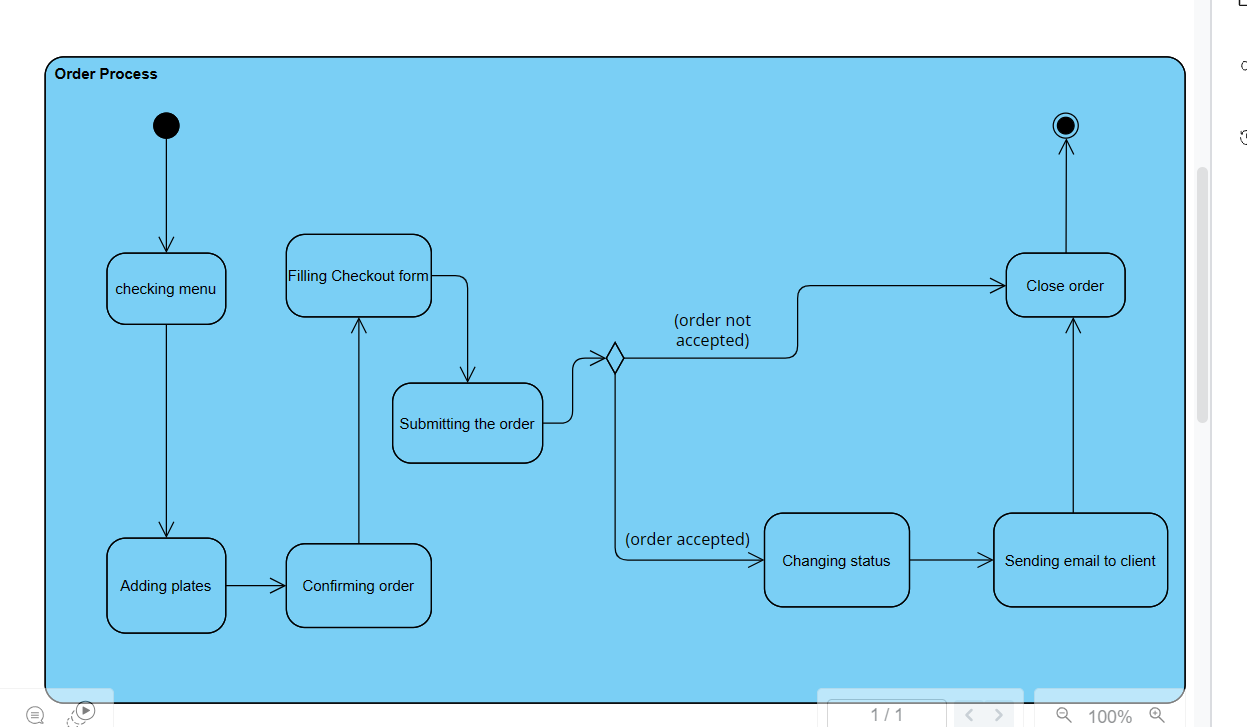 Order Process
checking menu
Filling Checkout form
Close order
(order not
accepted)
Submitting the order
(order accepted)
Changing status
Sending email to client
Adding plates
Confirming order
1 / 1
100%